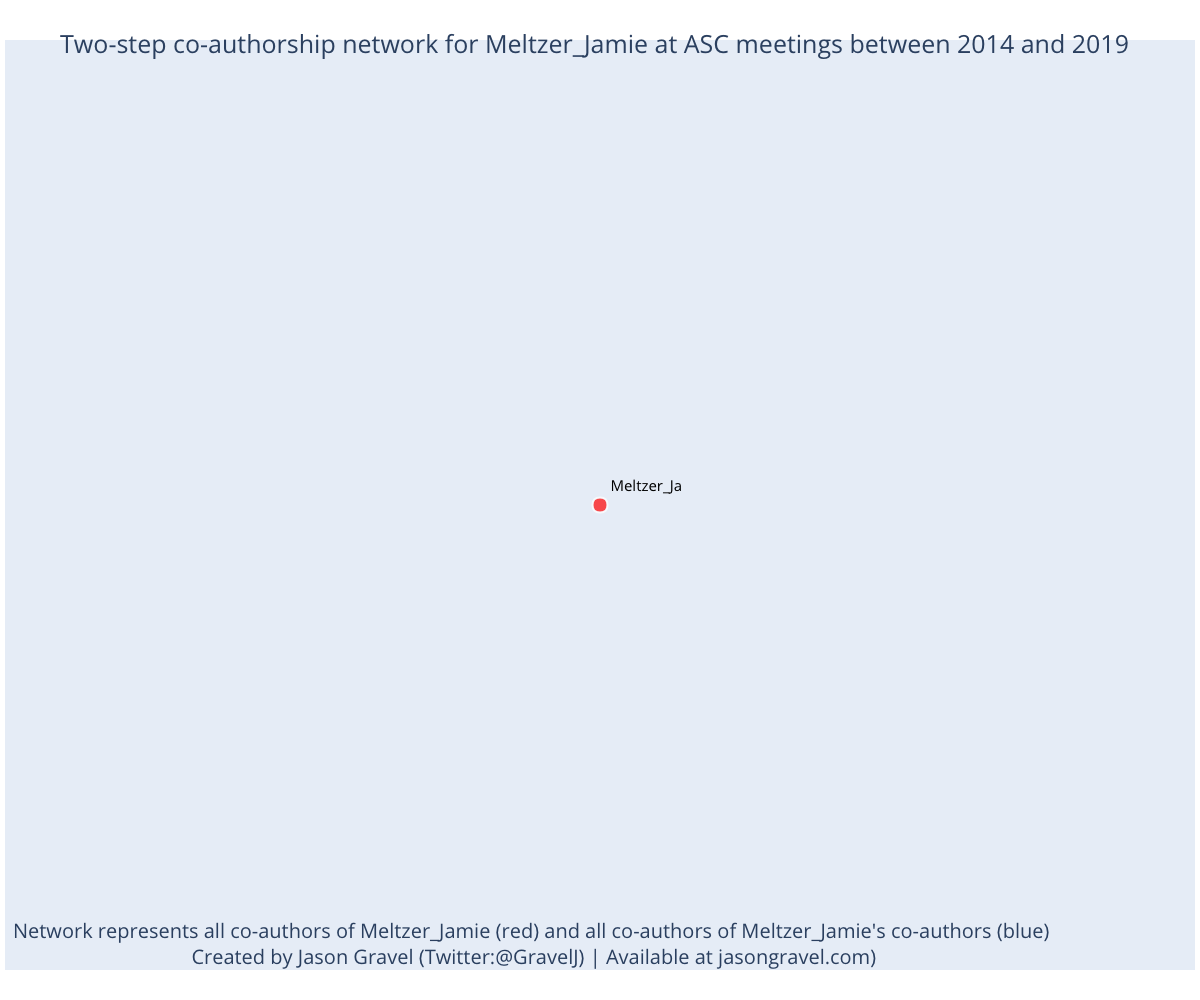 Two-step co-authorship network for Meltzer_Jamie at ASC meetings between 2014 and 2019
Meltzer_Ja
Network represents all co-authors of Meltzer_Jamie (red) and all co-authors of Meltzer_Jamie's co-authors (blue)
Created by Jason Gravel (Twitter:@GravelJ) | Available at jasongravel.com)